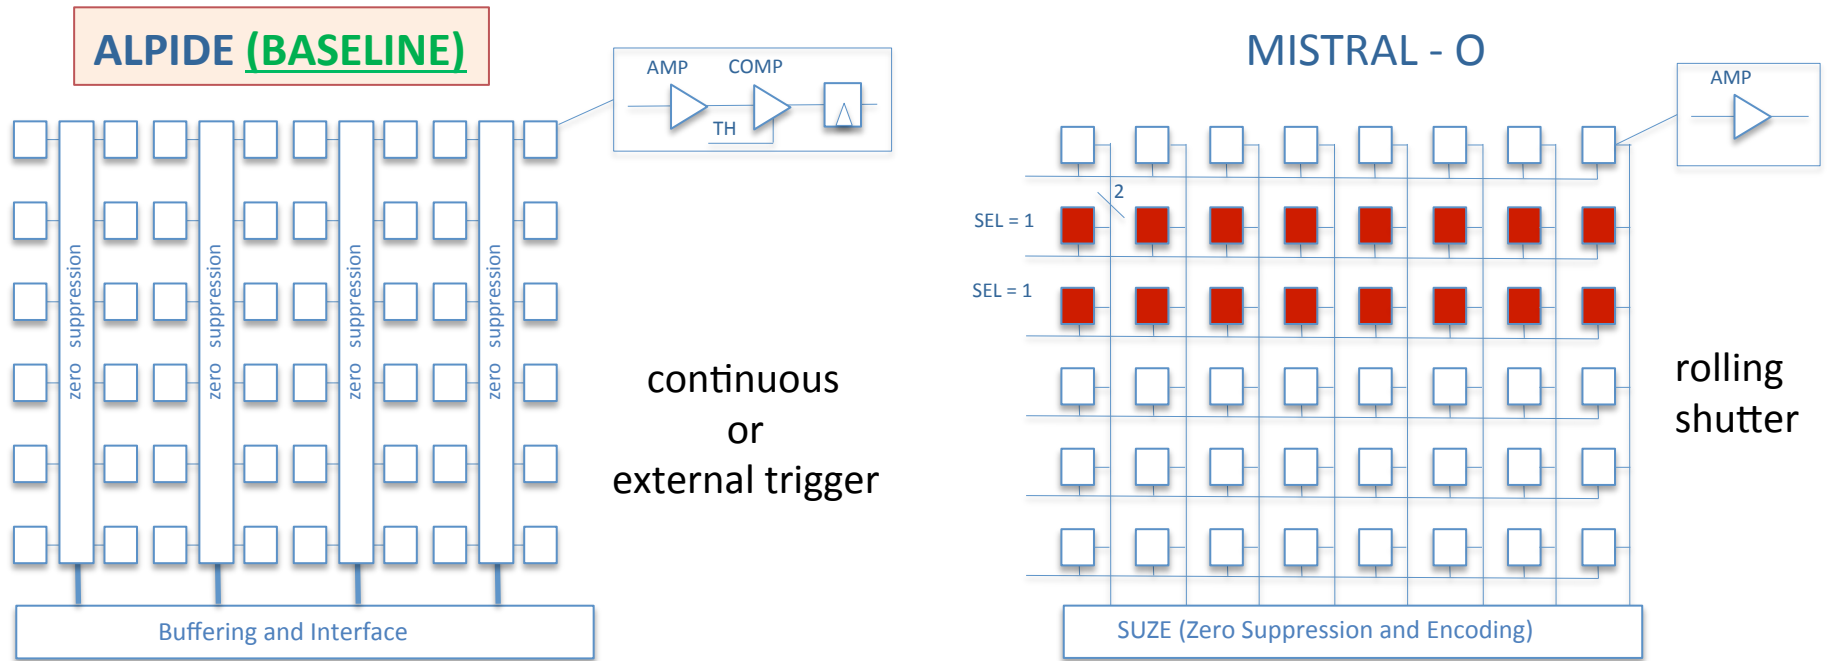 ALPIDE (BASELINE)
AMP COMP
TH
zero suppression
zero suppression
zero suppression
zero suppression
continuous
or
external trigger
Buffering and Interface
MISTRAL - O
AMP
2
SEL = 1
SEL = 1
rolling
shutter
SUZE (Zero Suppression and Encoding)